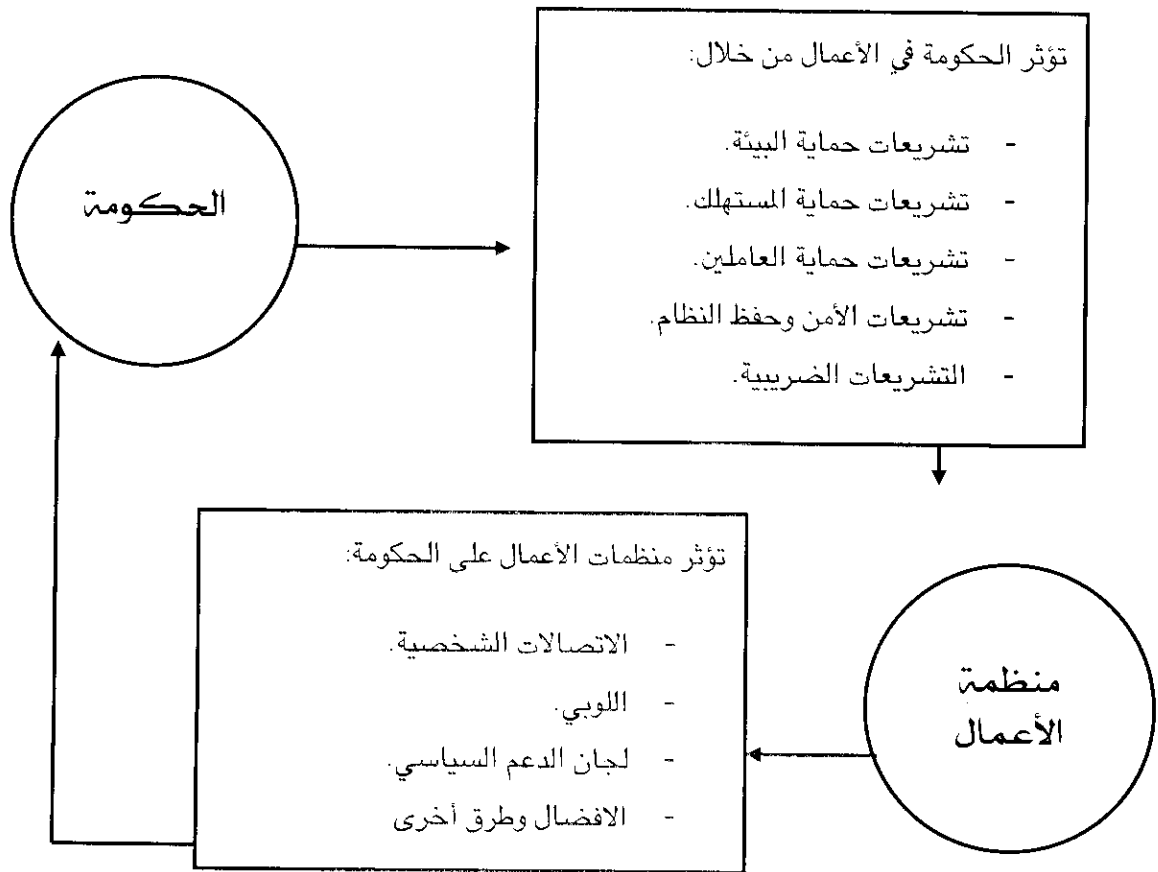 تؤثر الحكومة في الأعمال من خلال:
- تشريعات حماية البيئة.
- تشريعات حماية المستهلك.
- تشريعات حماية العاملين.
- تشريعات الأمن وحفظ النظام.
- التشريعات الضريبية.
الحكومة
تؤثر منظمات الأعمال على الحكومة:
- الاتصالات الشخصية.
- اللوبي.
- لجان الدعم السياسي.
- الافضال وطرق أخرى
منظمة
الأعمال